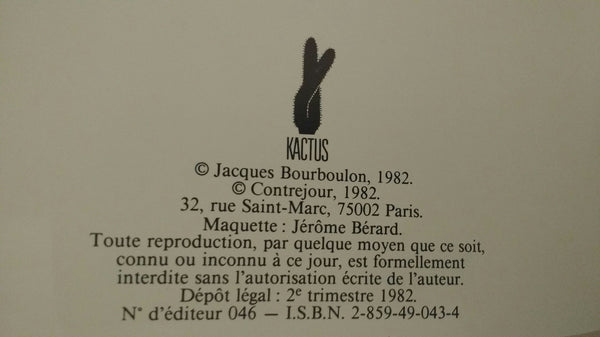 KACTUS
© Jacques Bourboulon, 1982.
© Contrejour, 1982.
32, rue Saint-Marc, 75002 Paris.
Maquette : Jérôme Bérard.
Toute reproduction, par quelque moyen que ce soit,
connu ou inconnu à ce jour, est formellement
interdite sans l'autorisation écrite de l'auteur.
Dépôt légal : 2e trimestre 1982.
N° d'éditeur 046 — I.S.B.N. 2-859-49-043-4